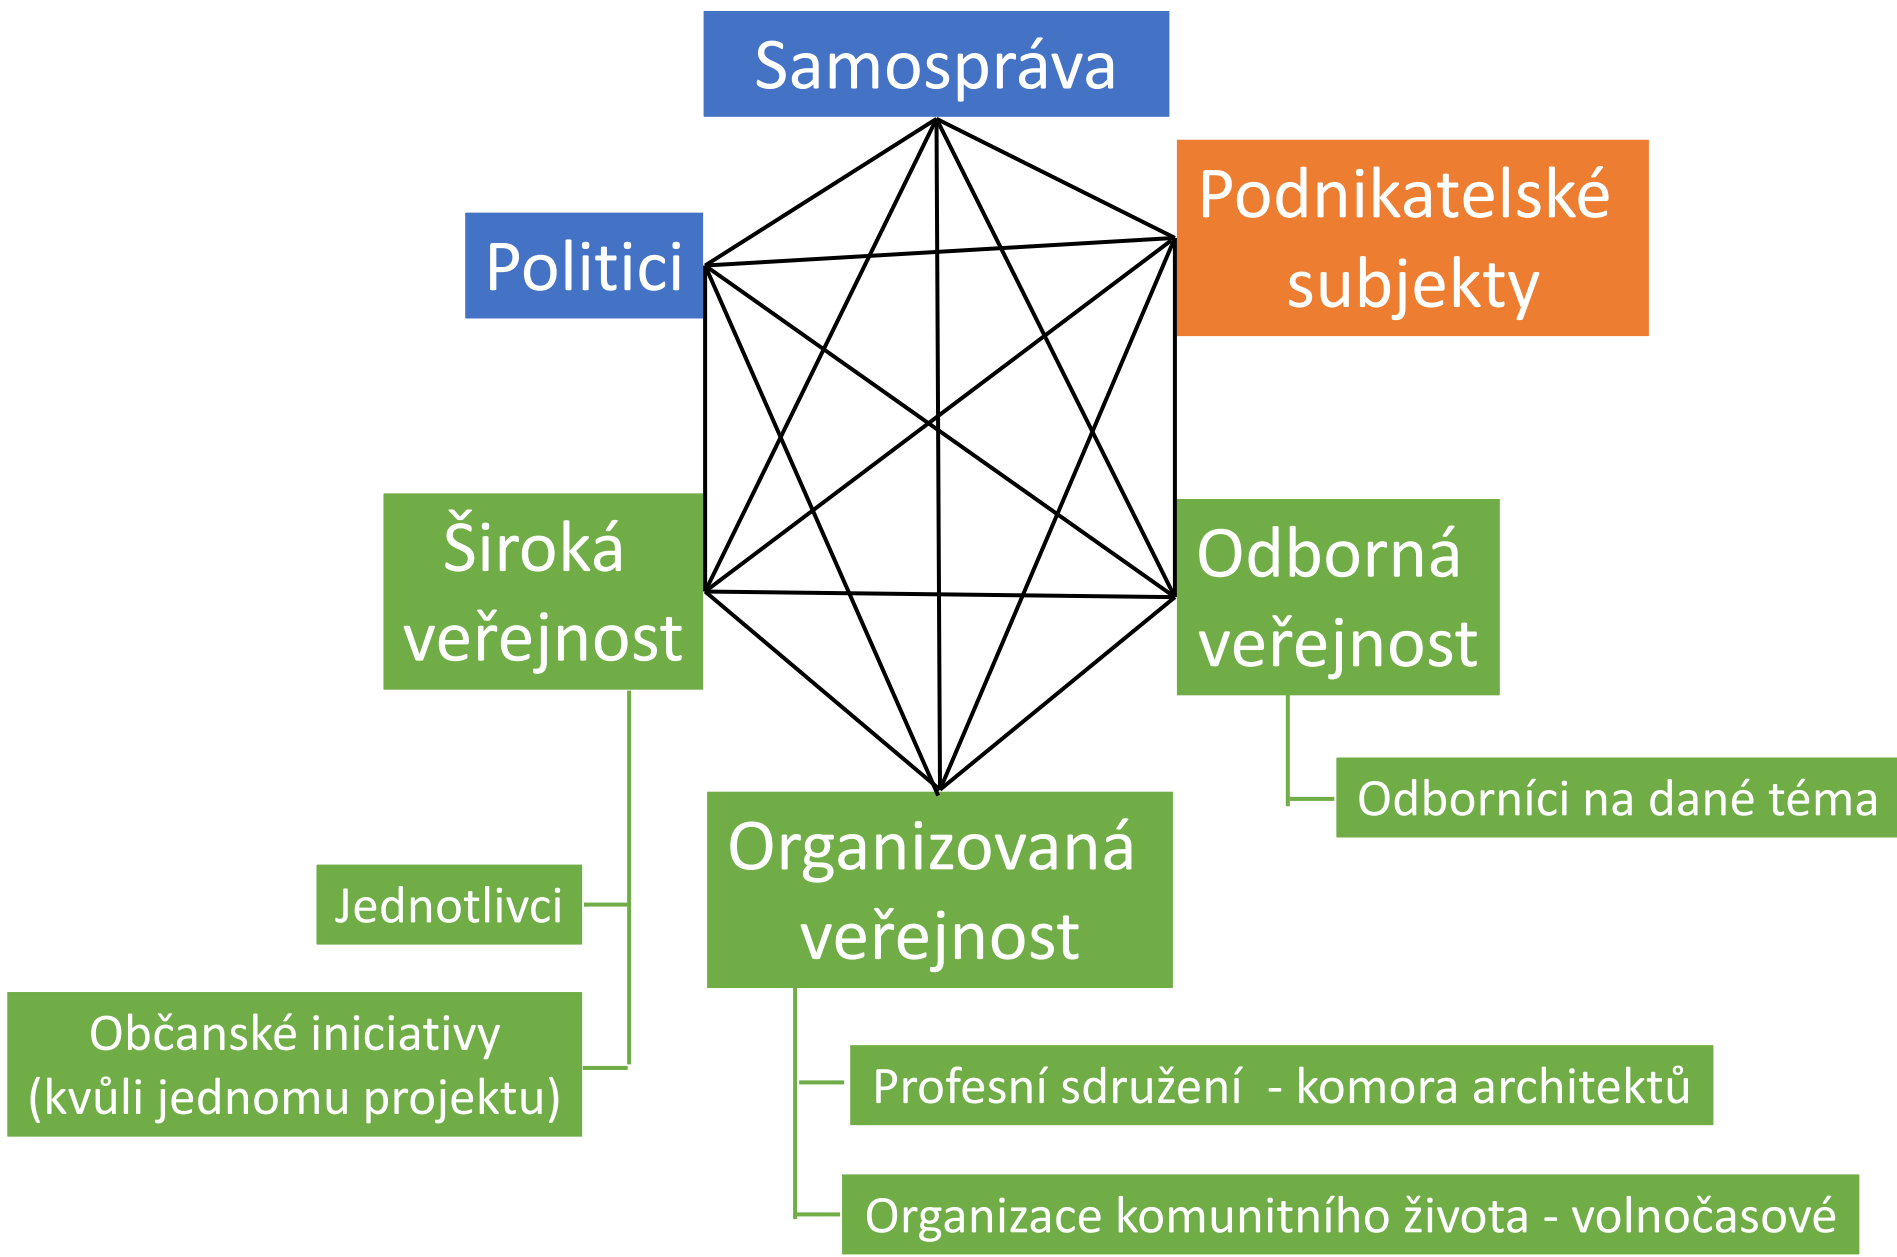 Samospráva
Podnikatelské
subjekty
Politici
Široká
veřejnost
Odborná
veřejnost
Odborníci na dané téma
Organizovaná
veřejnost
Jednotlivci
Občanské iniciativy
(kvůli jednomu projektu)
Profesní sdružení  - komora architektů
Organizace komunitního života - volnočasové